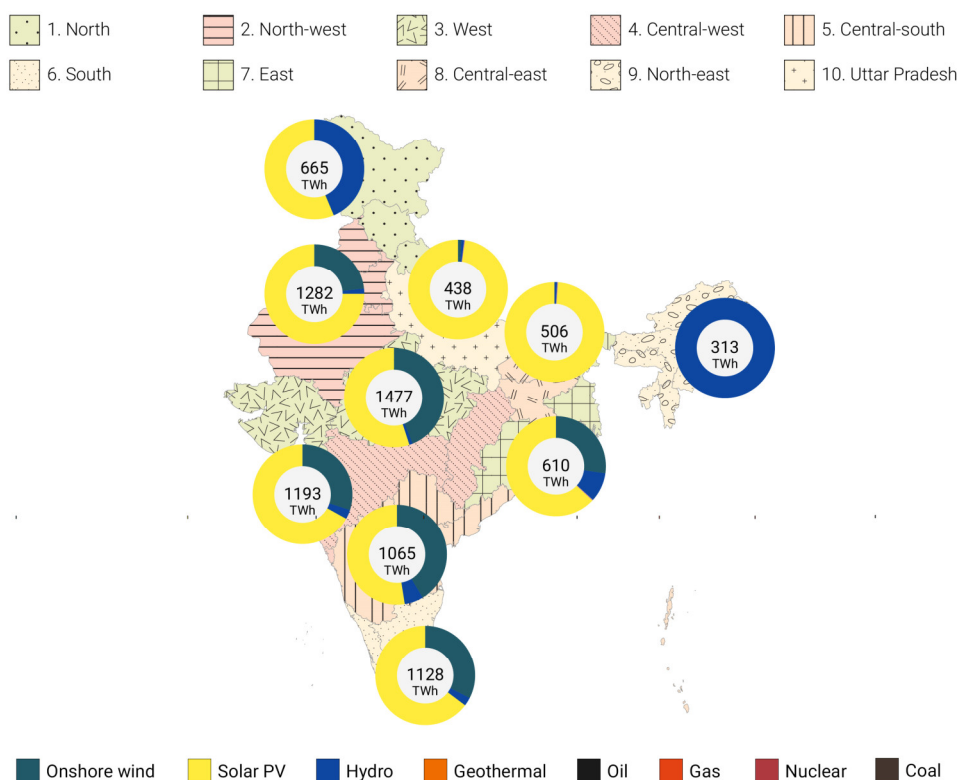 1. North
2. North-west
3. West
4. Central-west
5. Central-south
6. South
7. East
8. Central-east
9. North-east
10. Uttar Pradesh
665
TWh
1282
TWh
438
TWh
506
TWh
313
TWh
1477
TWh
610
TWh
1193
TWh
1065
TWh
1128
TWh
Onshore wind
Solar PV
Hydro
Geothermal
Oil
Gas
Nuclear
Coal